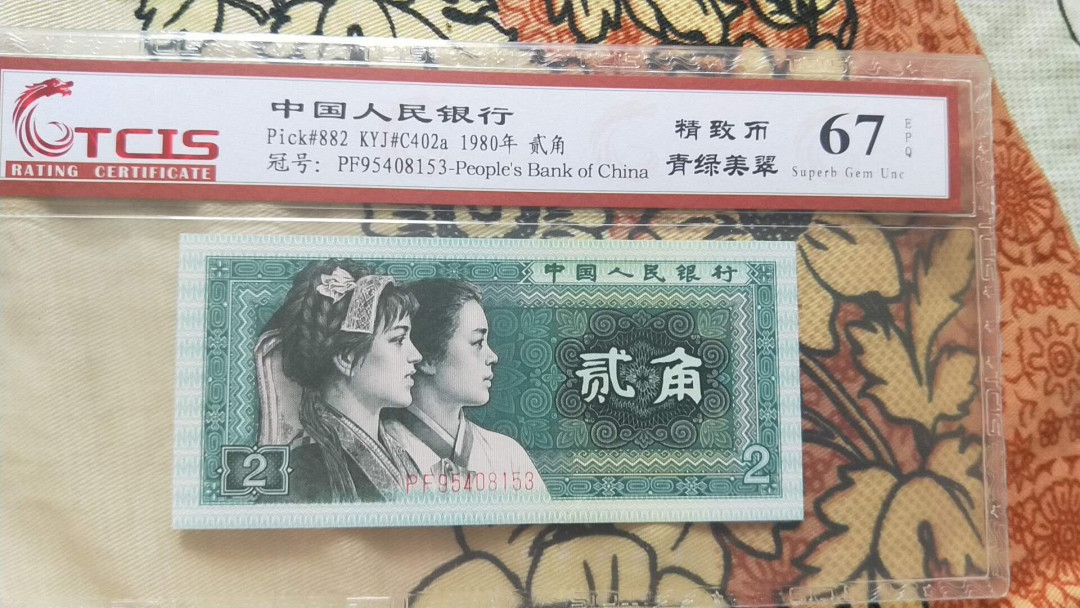 TCIS
RATING CERTIFICATE
中国人民银行
Pick#882 KYJ#C402a 1980年 贰角
冠号: PF95408153-People's Bank of China
精致币
青绿美翠
67
EPQ
Superb Gem Unc
中国人民银行
贰角
2
2
PF95408153